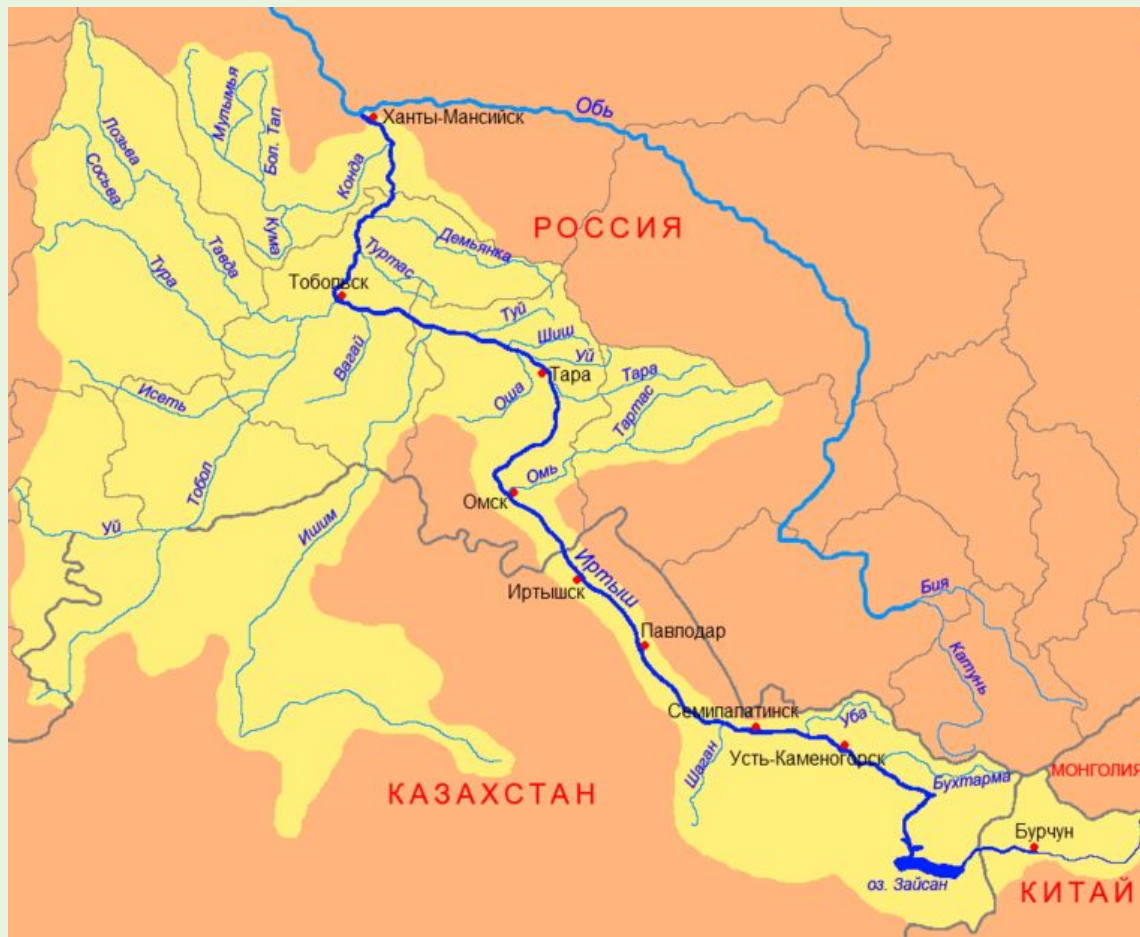 Обь
Ханты-Мансийск
Мулымья
Бол. Тап
Лозьва
Сосьва
Конда
Кума
РОССИЯ
Демьянка
Туртас
Тавда
Тура
Тобольск
Туй
Шиш
Уй
Тара
Тара
Вагай
Оша
Исеть
Тартас
Омь
Омск
Тобол
Уй
Ишим
Иртыш
Иртышск
Бия
Павлодар
Катунь
Семипалатинск
Уба
Усть-Каменогорск
Шаган
Бухтарма
МОНГОЛИЯ
КАЗАХСТАН
Бурчун
оз. Зайсан
КИТАЙ